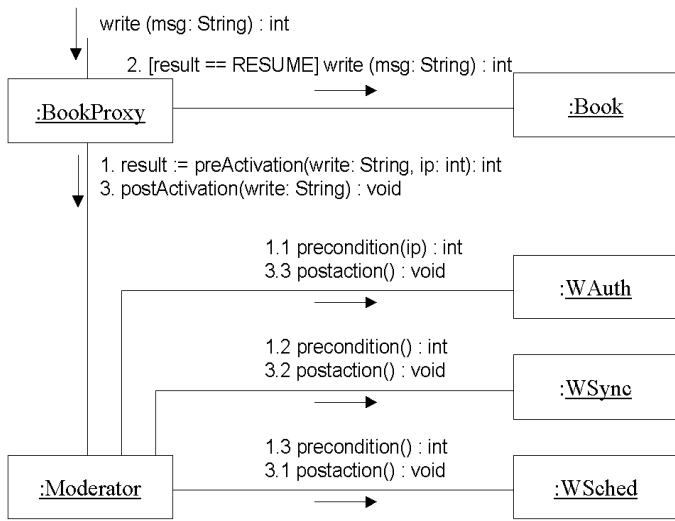 write (msg: String) : int
2. [result == RESUME] write (msg: String) : int
:BookProxy
:Book
1. result := preActivation(write: String, ip: int): int
3. postActivation(write: String) : void
1.1 precondition(ip) : int
3.3 postaction() : void
:WAuth
1.2 precondition() : int
3.2 postaction() : void
:WSync
1.3 precondition() : int
3.1 postaction() : void
:Moderator
:WSched